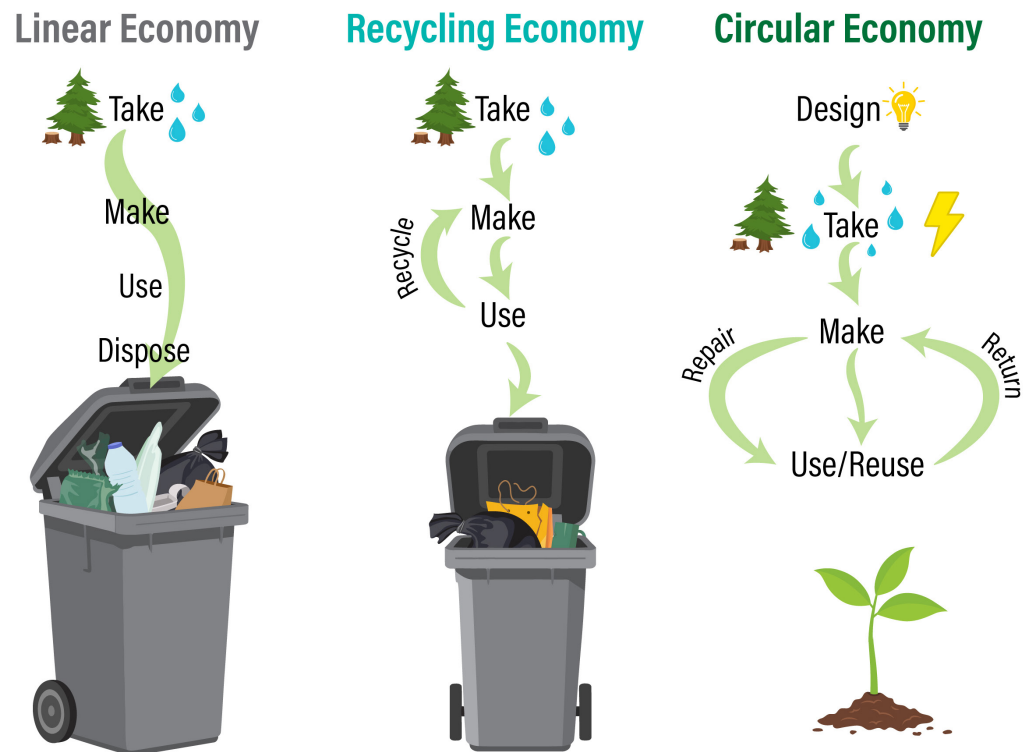 Linear Economy
Take
Make
Use
Dispose
Recycling Economy
Take
Make
Recycle
Use
Circular Economy
Design
Take
Make
Repair
Return
Use/Reuse